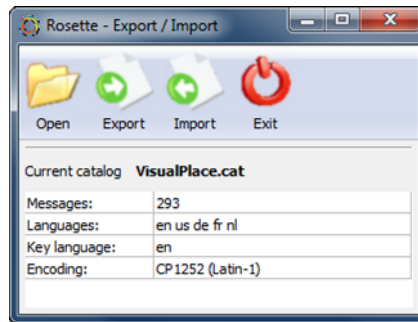 Rosette - Export / Import
Open Export Import Exit
Current catalog VisualPlace.cat
Messages: 293
Languages: en us de fr nl
Key language: en
Encoding: CP1252 (Latin-1)